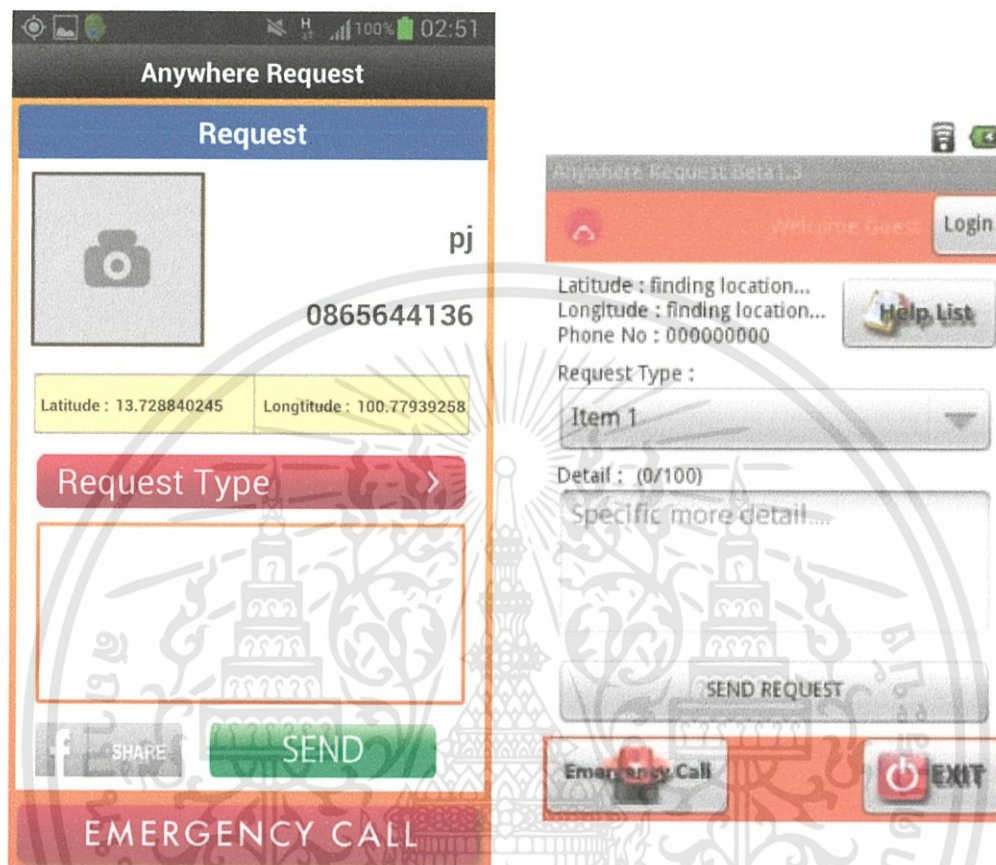 100% 02:51
Anywhere Request
Request
pj
0865644136
Latitude : 13.728840245
Longtitude : 100.77939258
Request Type >
f SHARE
SEND
EMERGENCY CALL
Anywhere Request Beta1.3
Welcome Guest
Login
Latitude : finding location...
Longtitude : finding location...
Phone No : 000000000
Help List
Request Type :
Item 1
Detail : (0/100)
Specific more detail....
SEND REQUEST
Emergency Call
EXIT